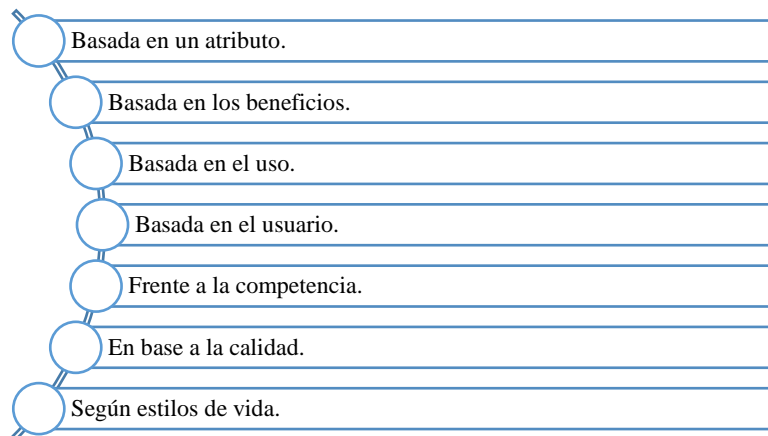 Basada en un atributo.
Basada en los beneficios.
Basada en el uso.
Basada en el usuario.
Frente a la competencia.
En base a la calidad.
Según estilos de vida.